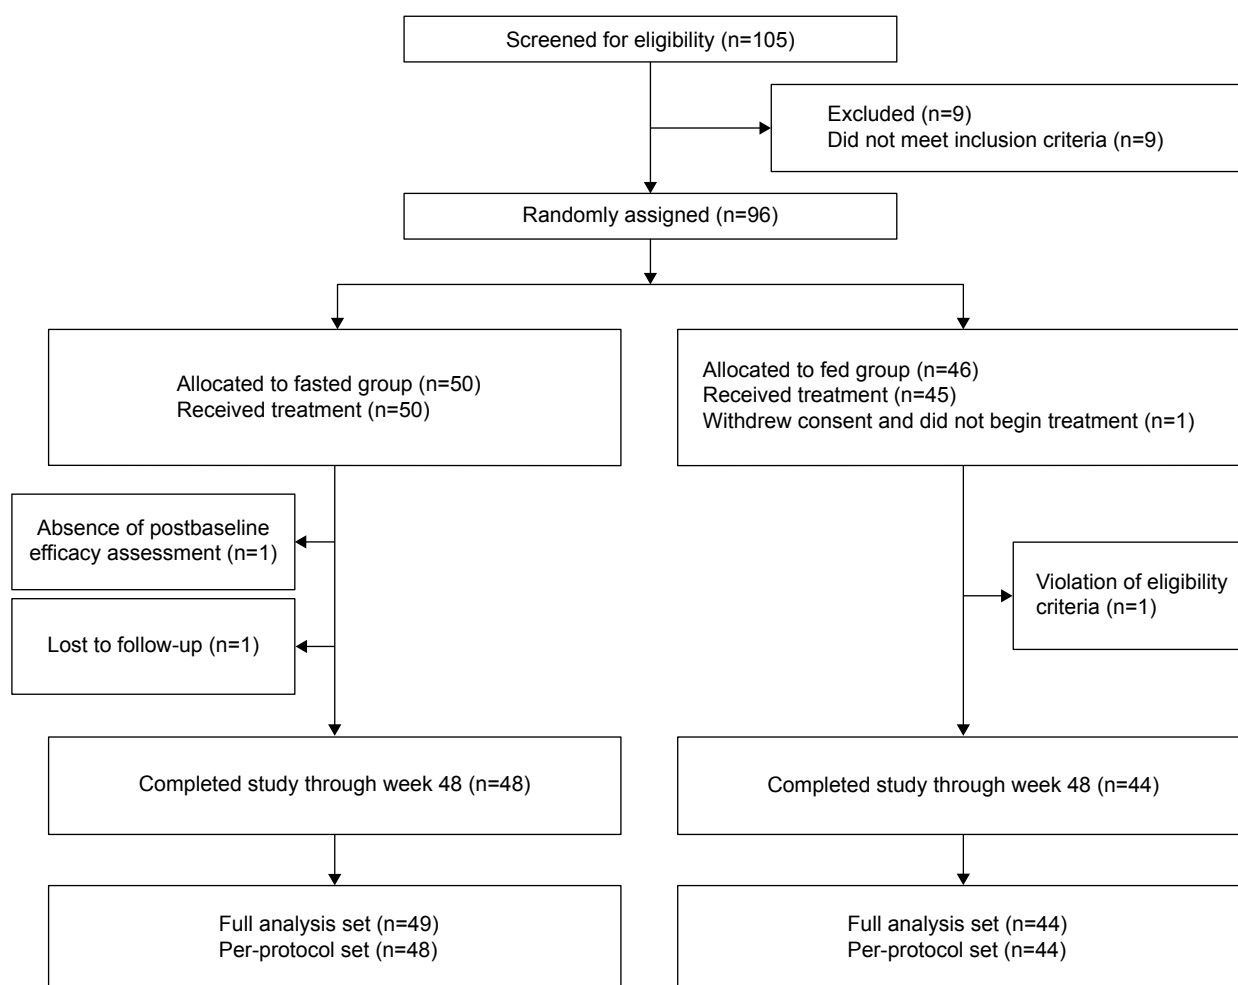 Screened for eligibility (n=105)
Excluded (n=9)
Did not meet inclusion criteria (n=9)
Randomly assigned (n=96)
Allocated to fasted group (n=50)
Received treatment (n=50)
Allocated to fed group (n=46)
Received treatment (n=45)
Withdrew consent and did not begin treatment (n=1)
Absence of postbaseline
efficacy assessment (n=1)
Lost to follow-up (n=1)
Violation of eligibility
criteria (n=1)
Completed study through week 48 (n=48)
Completed study through week 48 (n=44)
Full analysis set (n=49)
Per-protocol set (n=48)
Full analysis set (n=44)
Per-protocol set (n=44)